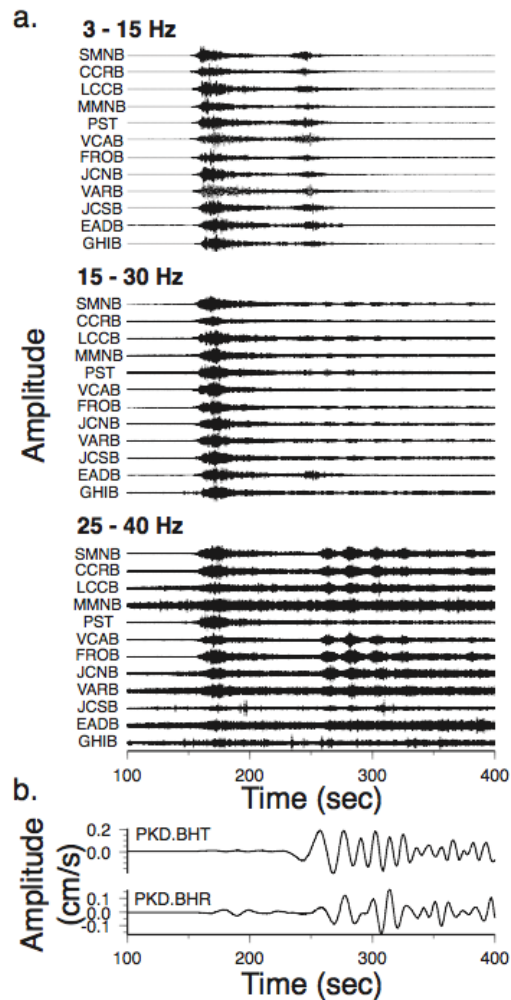 a.
3 - 15 Hz
SMNB
CCRB
LCCB
MMNB
PST
VCAB
FROB
JCNB
VARB
JCSB
EADB
GHIB
15 - 30 Hz
SMNB
CCRB
LCCB
MMNB
PST
VCAB
FROB
JCNB
VARB
JCSB
EADB
GHIB
Amplitude
25 - 40 Hz
SMNB
CCRB
LCCB
MMNB
PST
VCAB
FROB
JCNB
VARB
JCSB
EADB
GHIB
100 200 300 400
Time (sec)
b.
Amplitude
(cm/s)
0.2
0.0
PKD.BHT
0.1
0.0
-0.1
PKD.BHR
100 200 300 400
Time (sec)